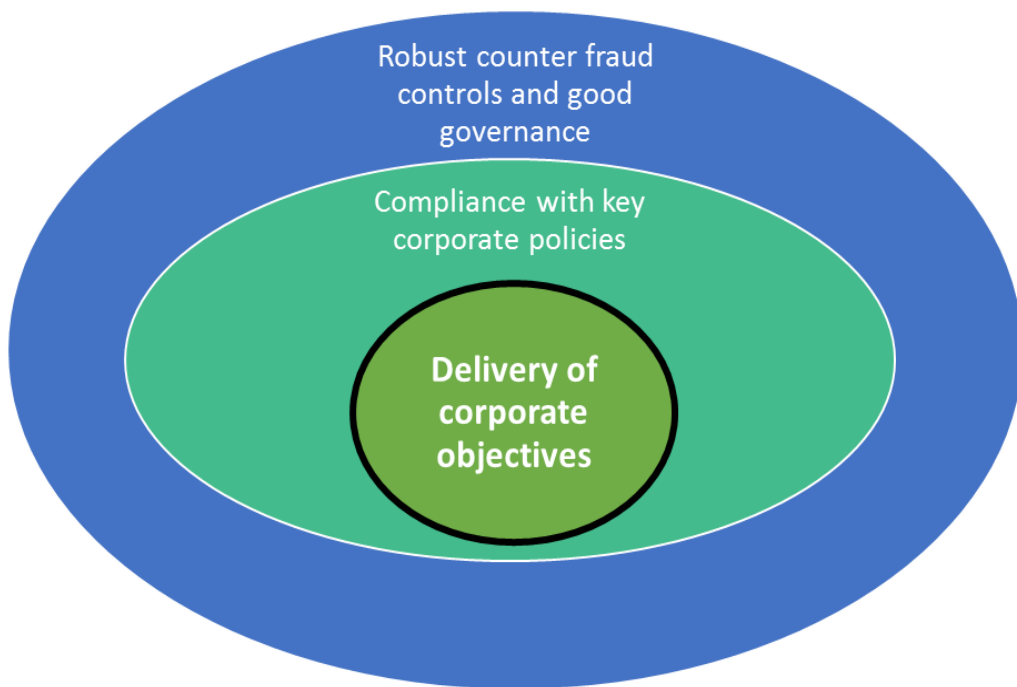 Robust counter fraud
controls and good
governance
Compliance with key
corporate policies
Delivery of
corporate
objectives